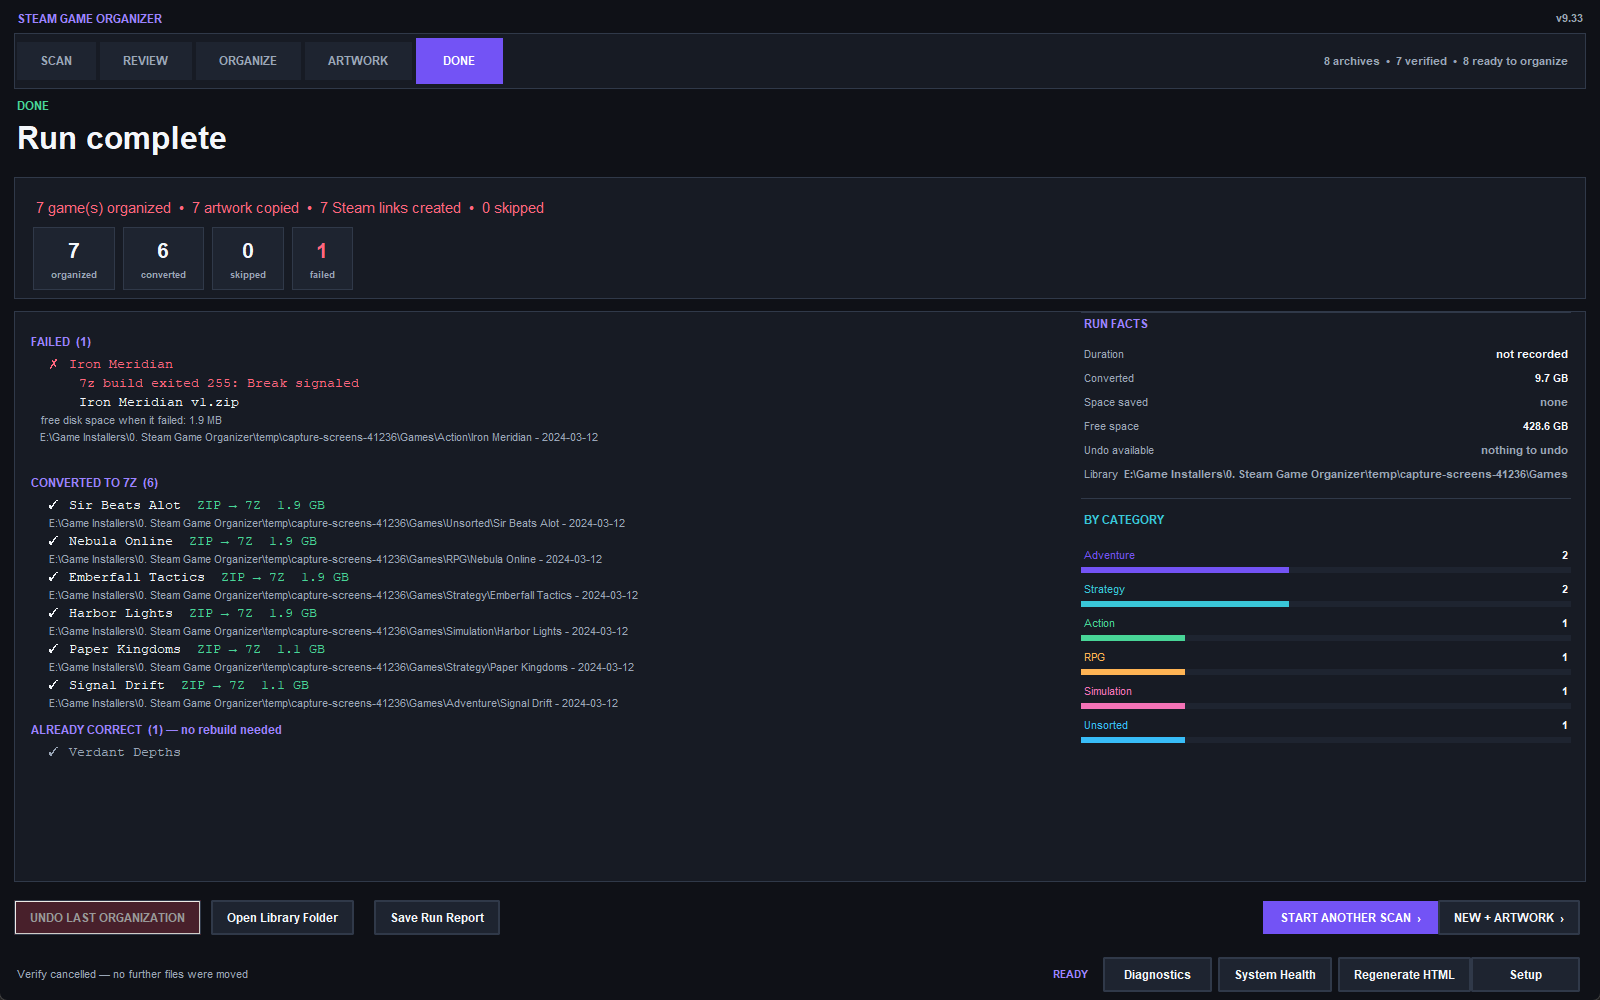 STEAM GAME ORGANIZER
v9.33
SCAN
REVIEW
ORGANIZE
ARTWORK
DONE
8 archives • 7 verified • 8 ready to organize
DONE
Run complete
7 game(s) organized • 7 artwork copied • 7 Steam links created • 0 skipped
7
organized
6
converted
0
skipped
1
failed
FAILED (1)
✗ Iron Meridian
7z build exited 255: Break signaled
Iron Meridian v1.zip
free disk space when it failed: 1.9 MB
E:\Game Installers\0. Steam Game Organizer\temp\capture-screens-41236\Games\Action\Iron Meridian - 2024-03-12
CONVERTED TO 7Z (6)
✓ Sir Beats Alot ZIP → 7Z 1.9 GB
E:\Game Installers\0. Steam Game Organizer\temp\capture-screens-41236\Games\Unsorted\Sir Beats Alot - 2024-03-12
✓ Nebula Online ZIP → 7Z 1.9 GB
E:\Game Installers\0. Steam Game Organizer\temp\capture-screens-41236\Games\RPG\Nebula Online - 2024-03-12
✓ Emberfall Tactics ZIP → 7Z 1.9 GB
E:\Game Installers\0. Steam Game Organizer\temp\capture-screens-41236\Games\Strategy\Emberfall Tactics - 2024-03-12
✓ Harbor Lights ZIP → 7Z 1.9 GB
E:\Game Installers\0. Steam Game Organizer\temp\capture-screens-41236\Games\Simulation\Harbor Lights - 2024-03-12
✓ Paper Kingdoms ZIP → 7Z 1.1 GB
E:\Game Installers\0. Steam Game Organizer\temp\capture-screens-41236\Games\Strategy\Paper Kingdoms - 2024-03-12
✓ Signal Drift ZIP → 7Z 1.1 GB
E:\Game Installers\0. Steam Game Organizer\temp\capture-screens-41236\Games\Adventure\Signal Drift - 2024-03-12
ALREADY CORRECT (1) — no rebuild needed
✓ Verdant Depths
RUN FACTS
Duration not recorded
Converted 9.7 GB
Space saved none
Free space 428.6 GB
Undo available nothing to undo
Library E:\Game Installers\0. Steam Game Organizer\temp\capture-screens-41236\Games
BY CATEGORY
Adventure 2
Strategy 2
Action 1
RPG 1
Simulation 1
Unsorted 1
UNDO LAST ORGANIZATION
Open Library Folder
Save Run Report
START ANOTHER SCAN ›
NEW + ARTWORK ›
Verify cancelled — no further files were moved
READY
Diagnostics
System Health
Regenerate HTML
Setup